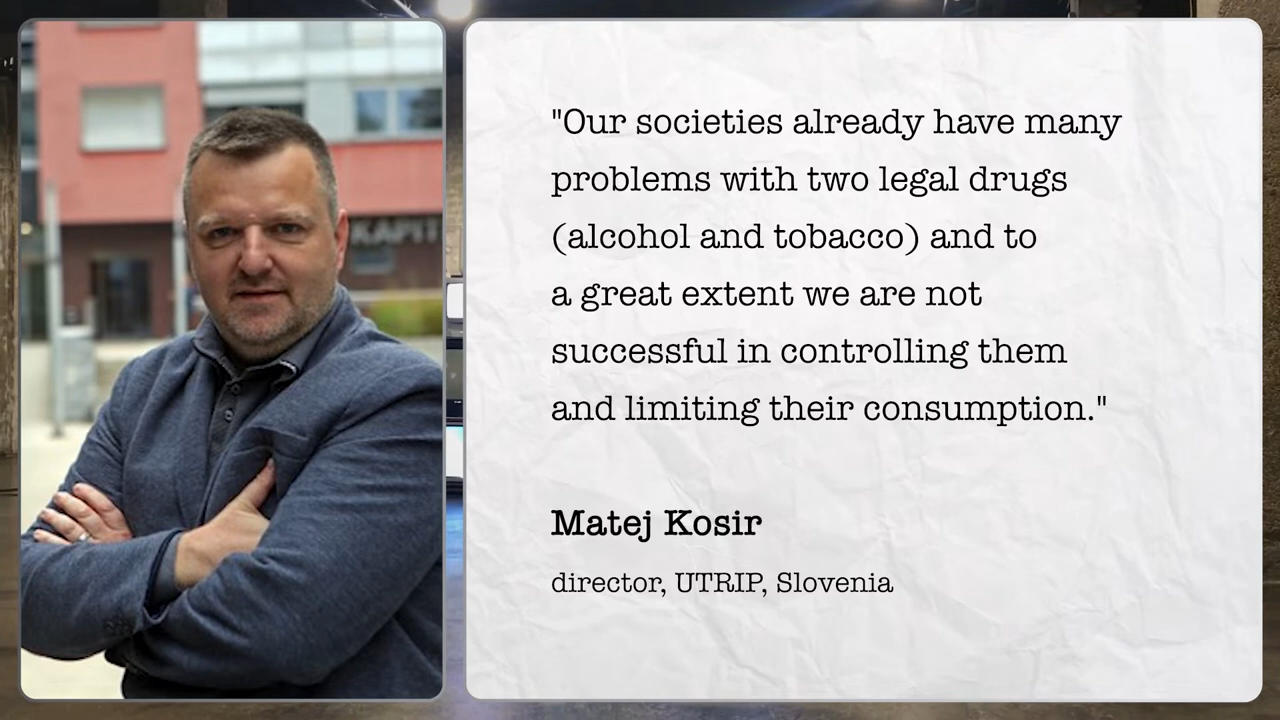 "Our societies already have many
problems with two legal drugs
(alcohol and tobacco) and to
a great extent we are not
successful in controlling them
and limiting their consumption."
Matej Kosir
director, UTRIP, Slovenia
KAPIT